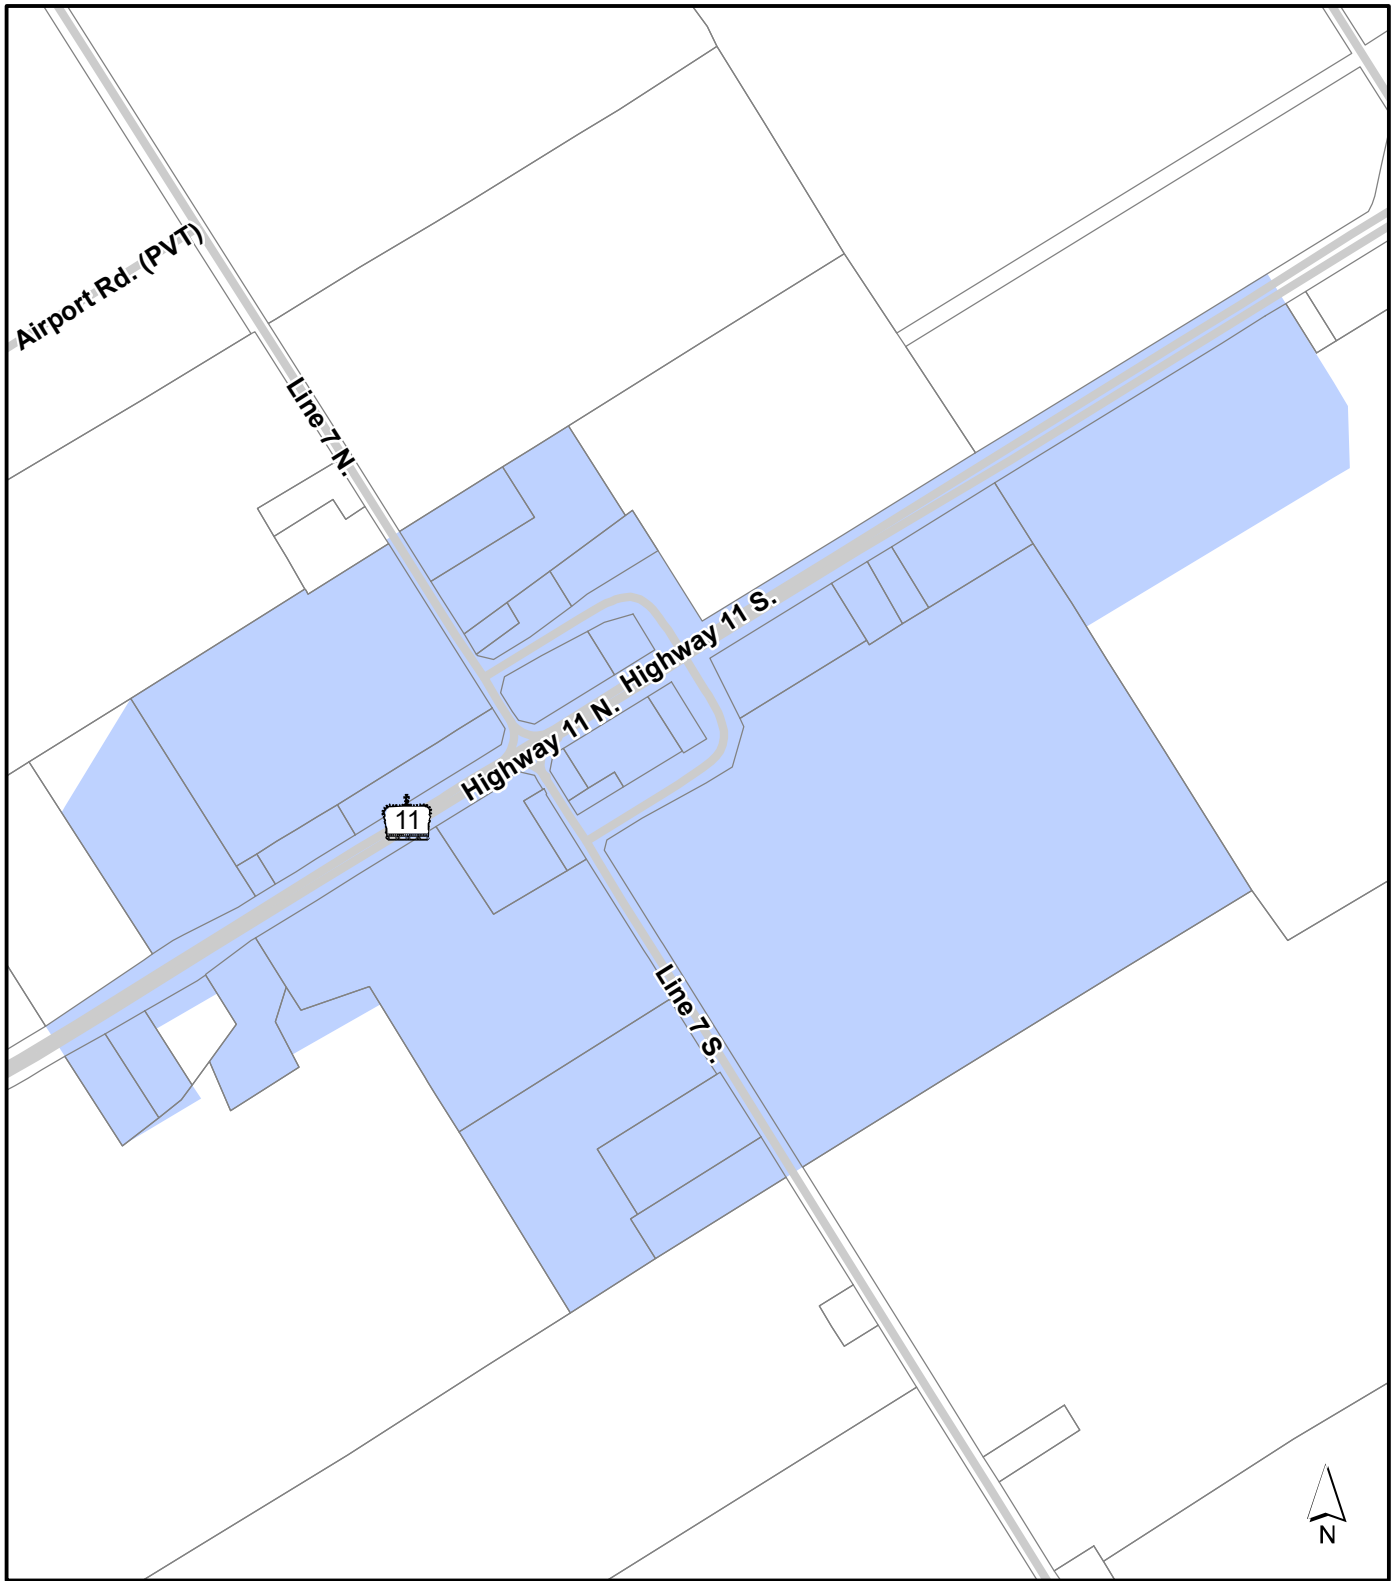 Airport Rd. (PVT)
Line 7 N.
Highway 11 S.
Highway 11 N.
11
Line 7 S.
N